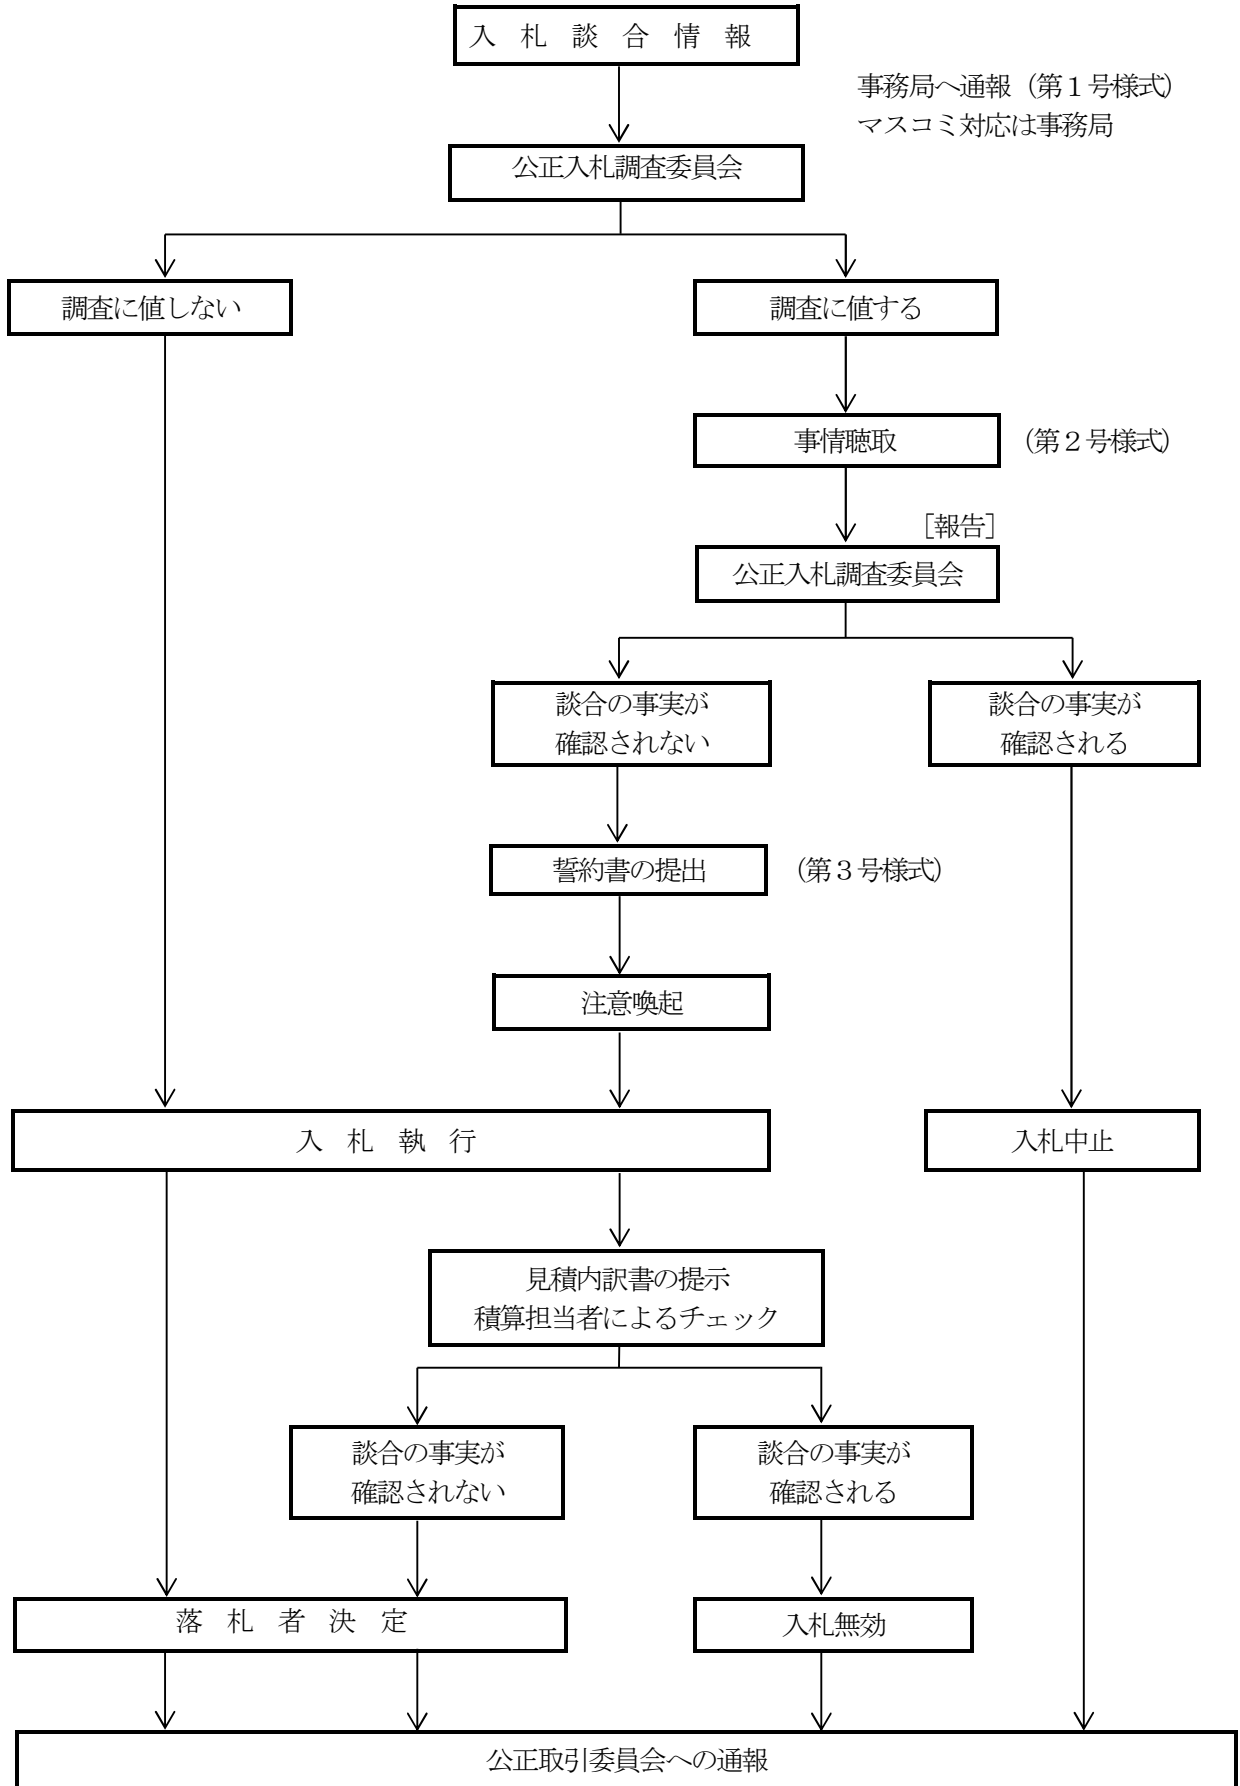 入 札 談 合 情 報
事務局へ通報（第１号様式）
マスコミ対応は事務局
公正入札調査委員会
調査に値しない
調査に値する
事情聴取
（第２号様式）
［報告］
公正入札調査委員会
談合の事実が
確認されない
談合の事実が
確認される
誓約書の提出
（第３号様式）
注意喚起
入 札 執 行
入札中止
見積内訳書の提示
積算担当者によるチェック
談合の事実が
確認されない
談合の事実が
確認される
落 札 者 決 定
入札無効
公正取引委員会への通報